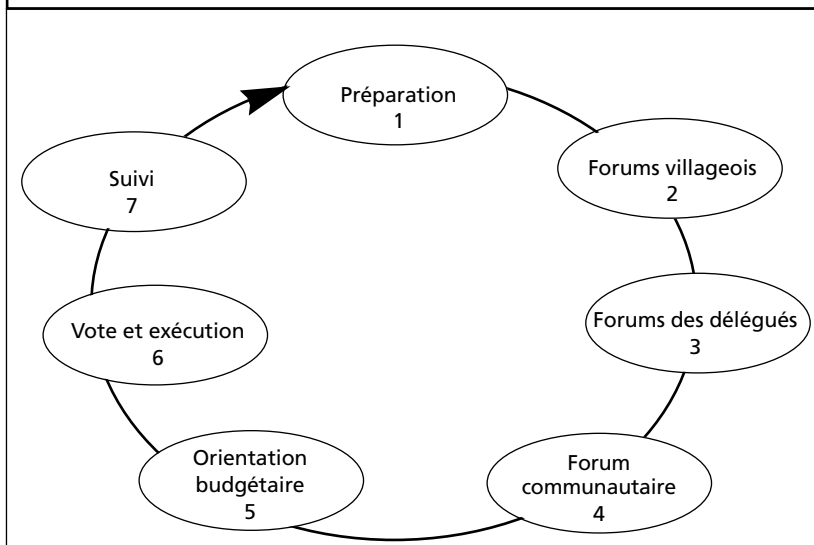 Préparation
1
Forums villageois
2
Forums des délégués
3
Forum
communautaire
4
Orientation
budgétaire
5
Vote et exécution
6
Suivi
7